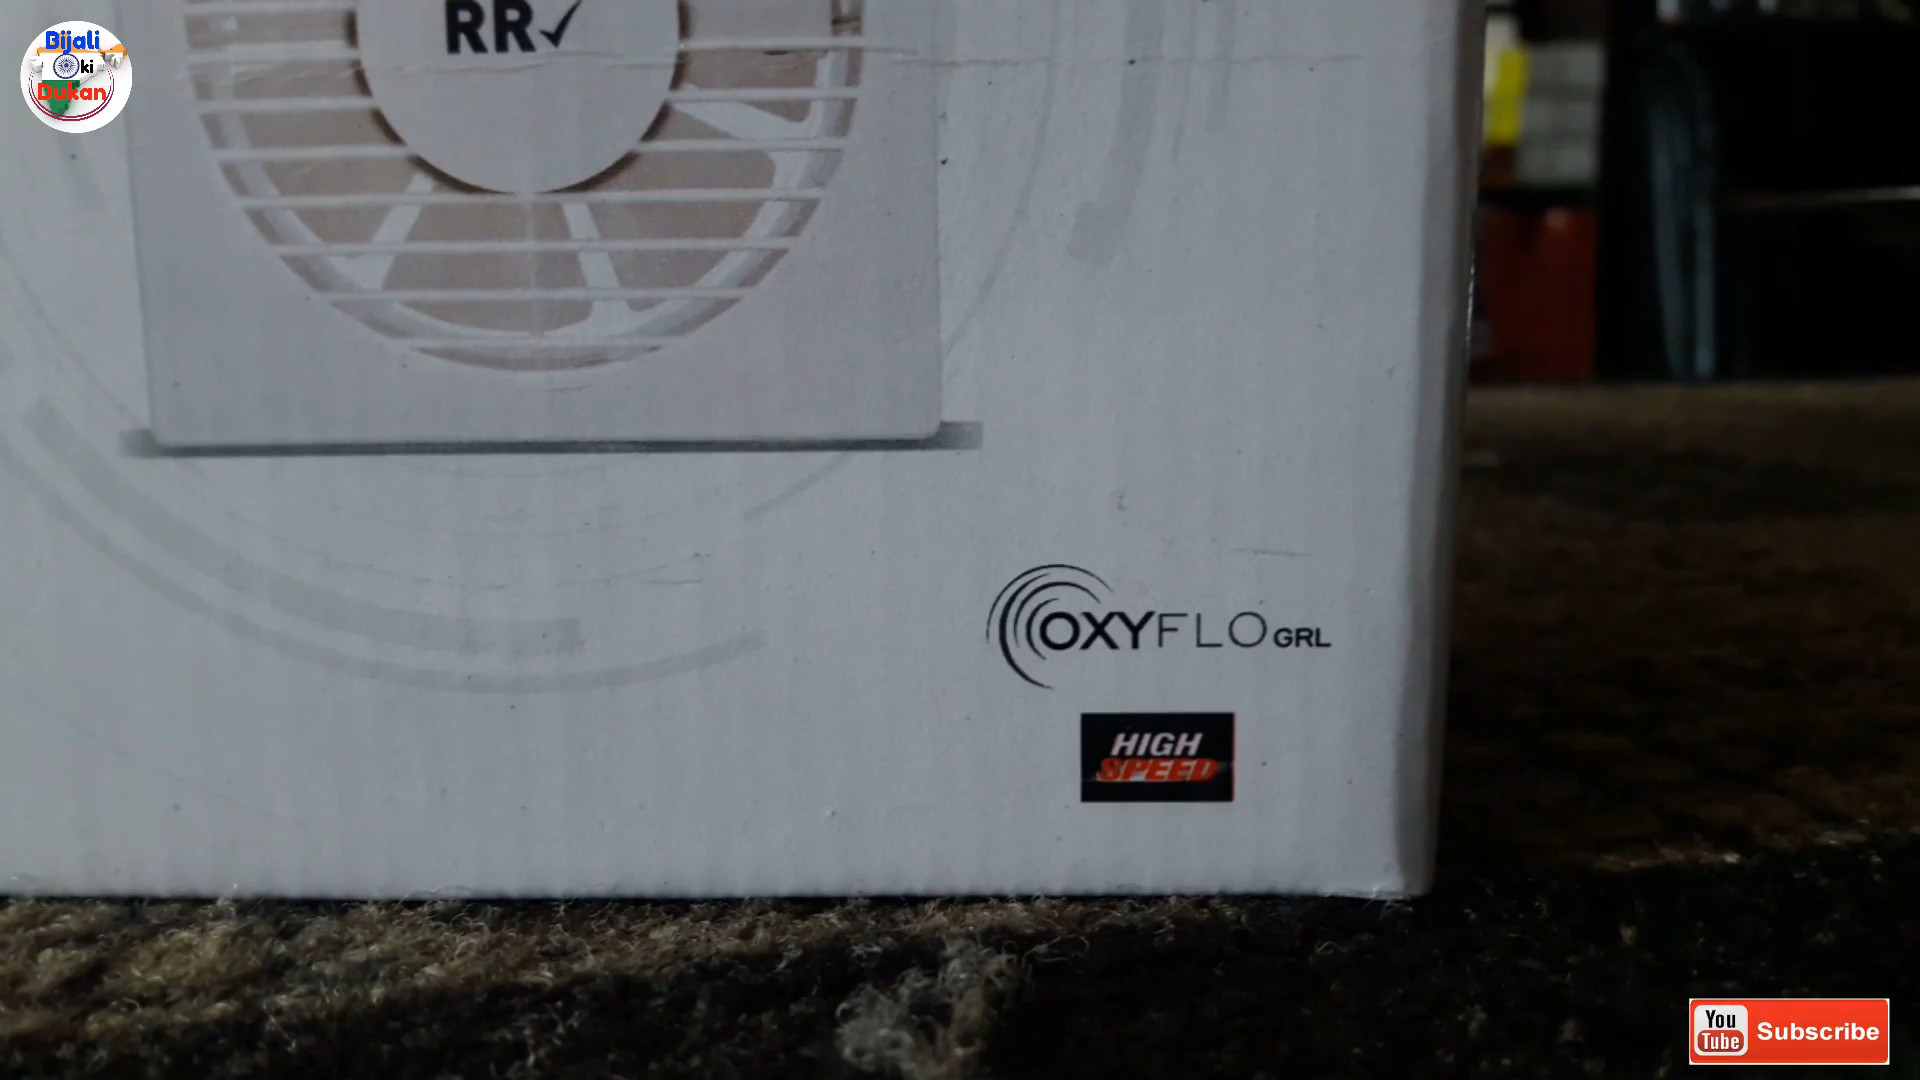 Bijali
ki
Dukan
RR
OXYFLO GRL
HIGH
SPEED
You
Tube
Subscribe